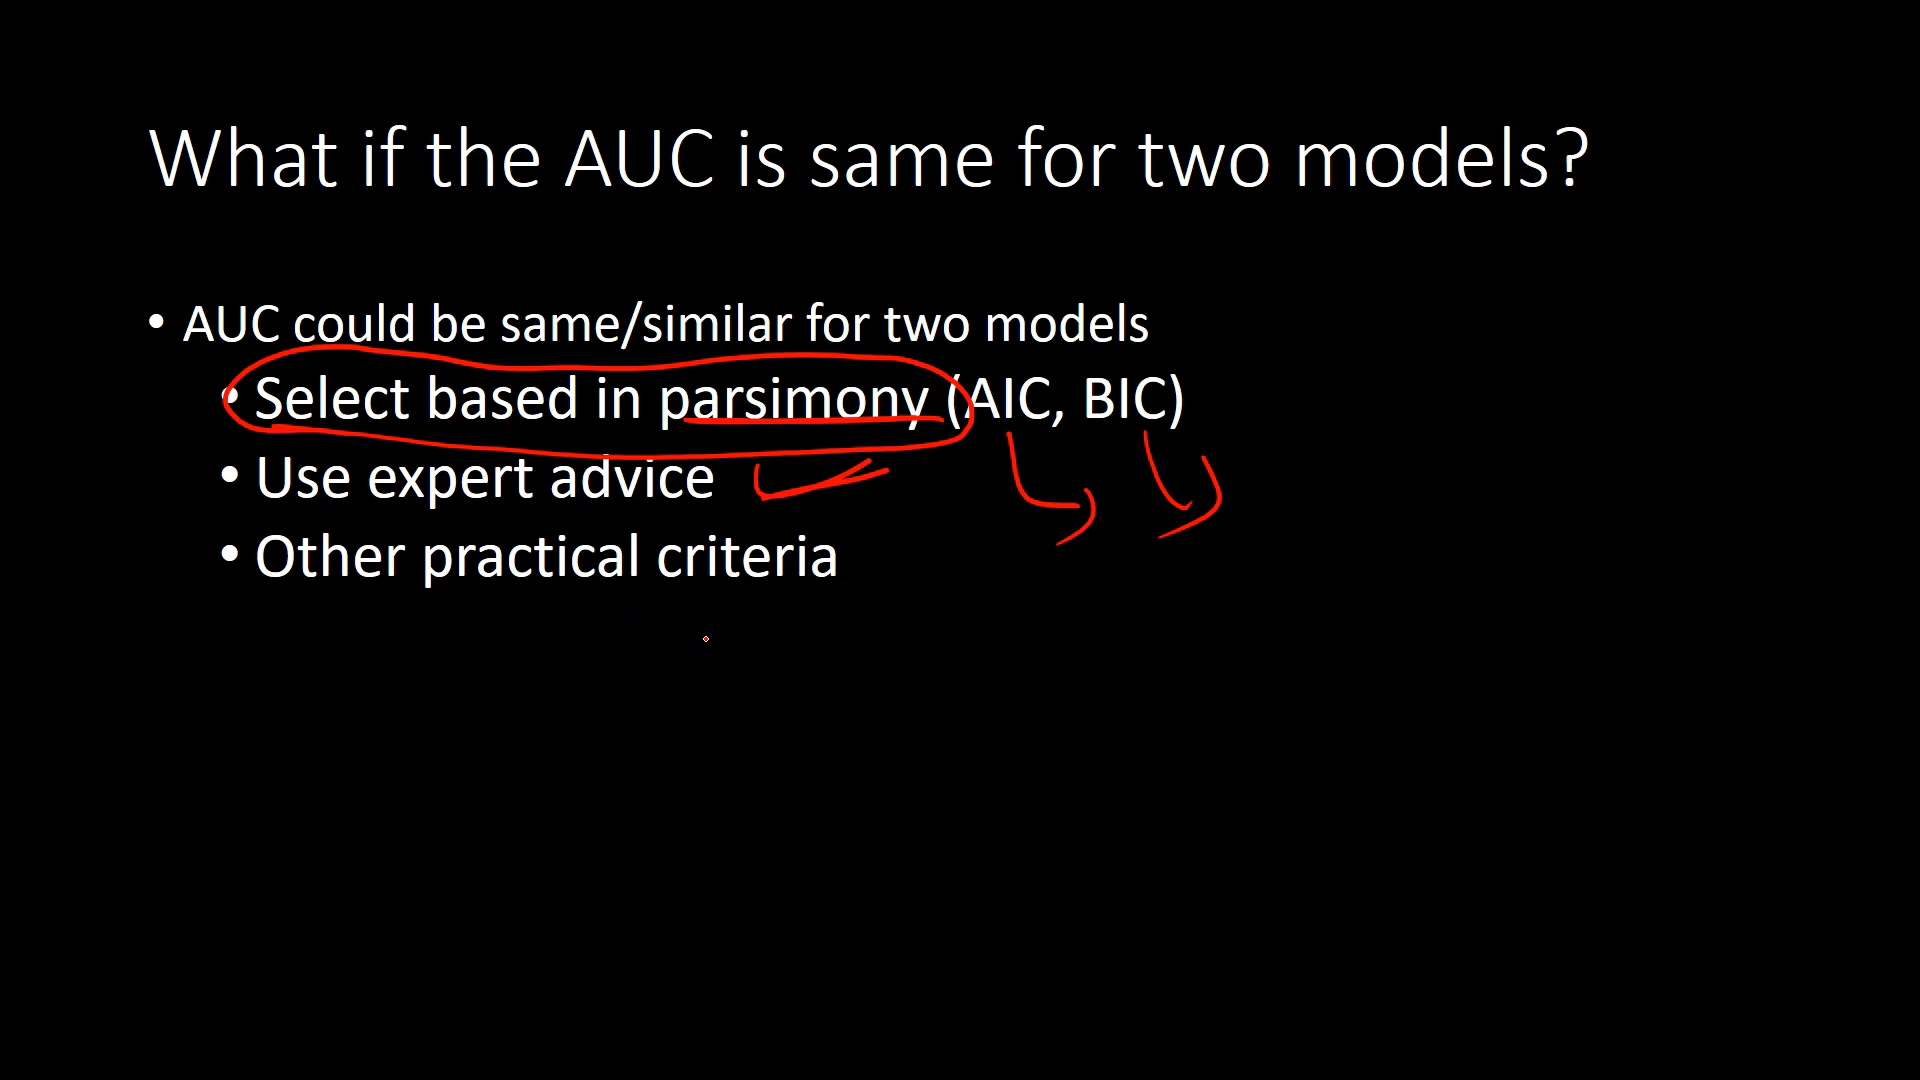 What if the AUC is same for two models?
• AUC could be same/similar for two models
• Select based in parsimony (AIC, BIC)
• Use expert advice
• Other practical criteria